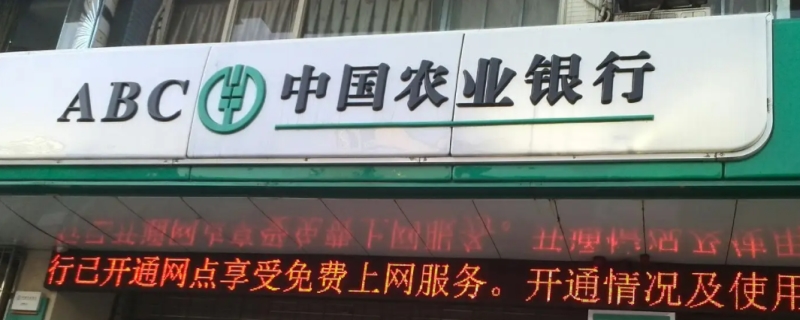 ABC 中国农业银行
行已开通网点享受免费上网服务。开通情况及使用